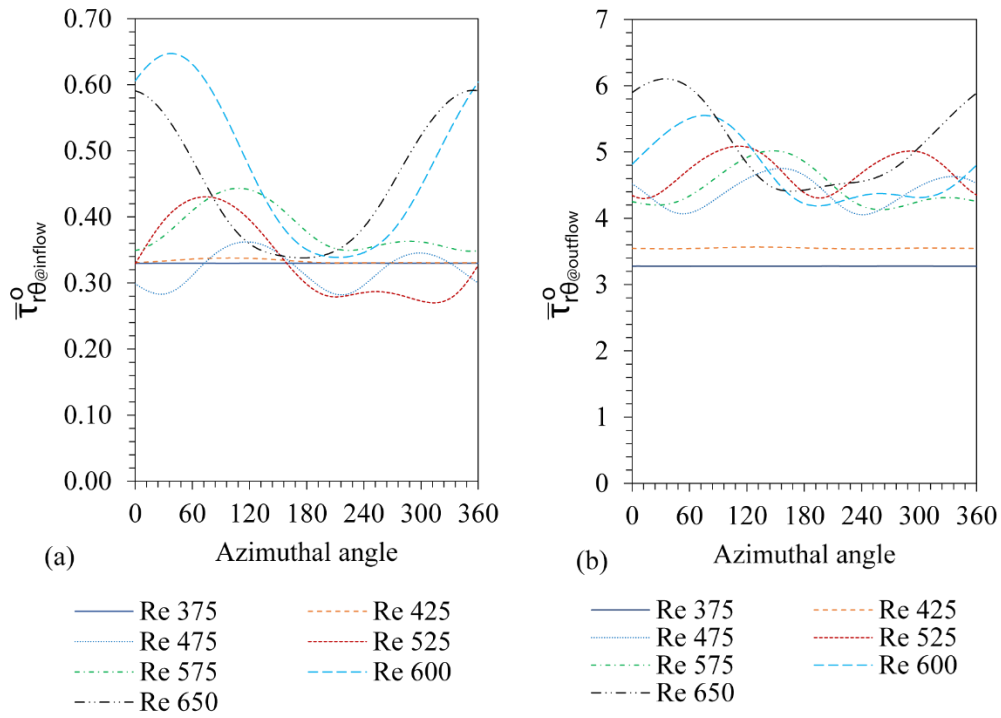 0.70
0.60
0.50
0.40
0.30
0.20
0.10
0.00
τ̿ᵒrθ@inflow
0 60 120 180 240 300 360
(a)
Azimuthal angle
Re 375 Re 425
Re 475 Re 525
Re 575 Re 600
Re 650
7
6
5
4
3
2
1
0
τ̿ᵒrθ@outflow
0 60 120 180 240 300 360
(b)
Azimuthal angle
Re 375 Re 425
Re 475 Re 525
Re 575 Re 600
Re 650